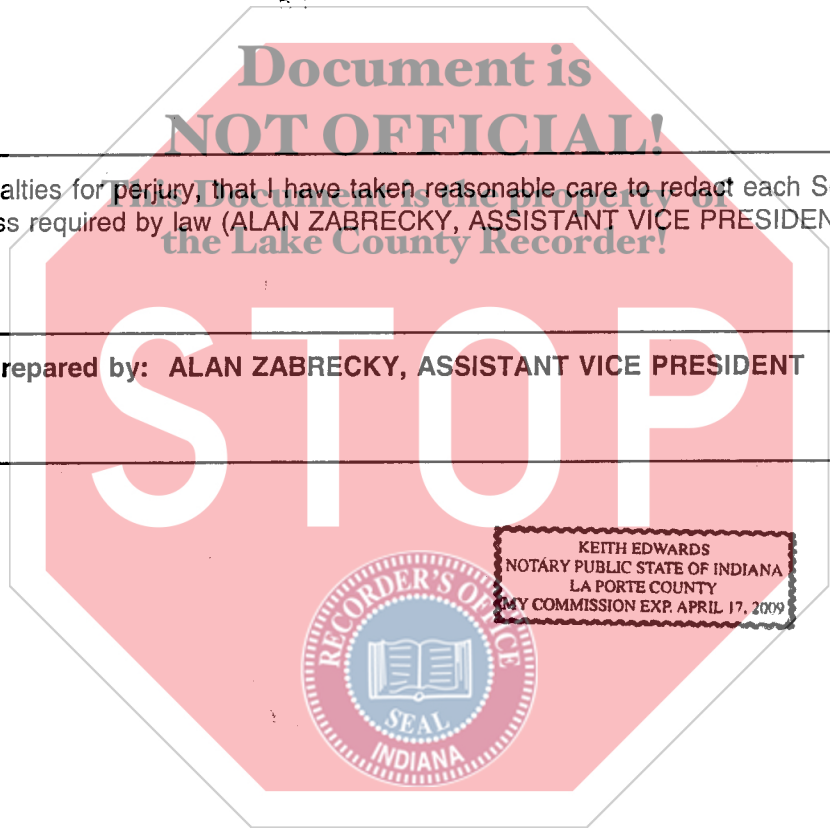 Document is
NOT OFFICIAL!
This Document is the property of
the Lake County Recorder!
alties for perjury, that I have taken reasonable care to redact each S
ss required by law (ALAN ZABRECKY, ASSISTANT VICE PRESIDEN
repared by: ALAN ZABRECKY, ASSISTANT VICE PRESIDENT
STOP
KEITH EDWARDS
NOTARY PUBLIC STATE OF INDIANA
LA PORTE COUNTY
MY COMMISSION EXP. APRIL 17, 2009
RECORDER'S OFFICE
SEAL
INDIANA